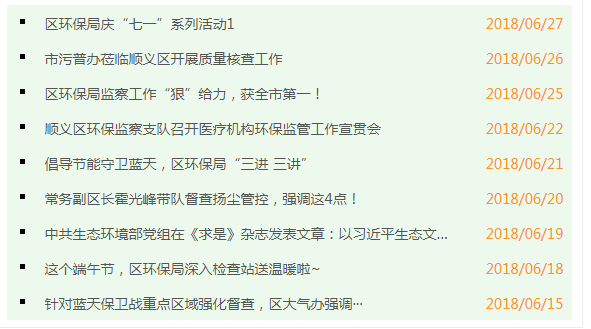 区环保局庆“七一”系列活动1 2018/06/27
市污普办莅临顺义区开展质量核查工作 2018/06/26
区环保局监察工作“狠”给力，获全市第一！ 2018/06/25
顺义区环保监察支队召开医疗机构环保监管工作宣贯会 2018/06/22
倡导节能守卫蓝天，区环保局“三进 三讲” 2018/06/21
常务副区长霍光峰带队督查扬尘管控，强调这4点！ 2018/06/20
中共生态环境部党组在《求是》杂志发表文章：以习近平生态文... 2018/06/19
这个端午节，区环保局深入检查站送温暖啦~ 2018/06/18
针对蓝天保卫战重点区域强化督查，区大气办强调··· 2018/06/15